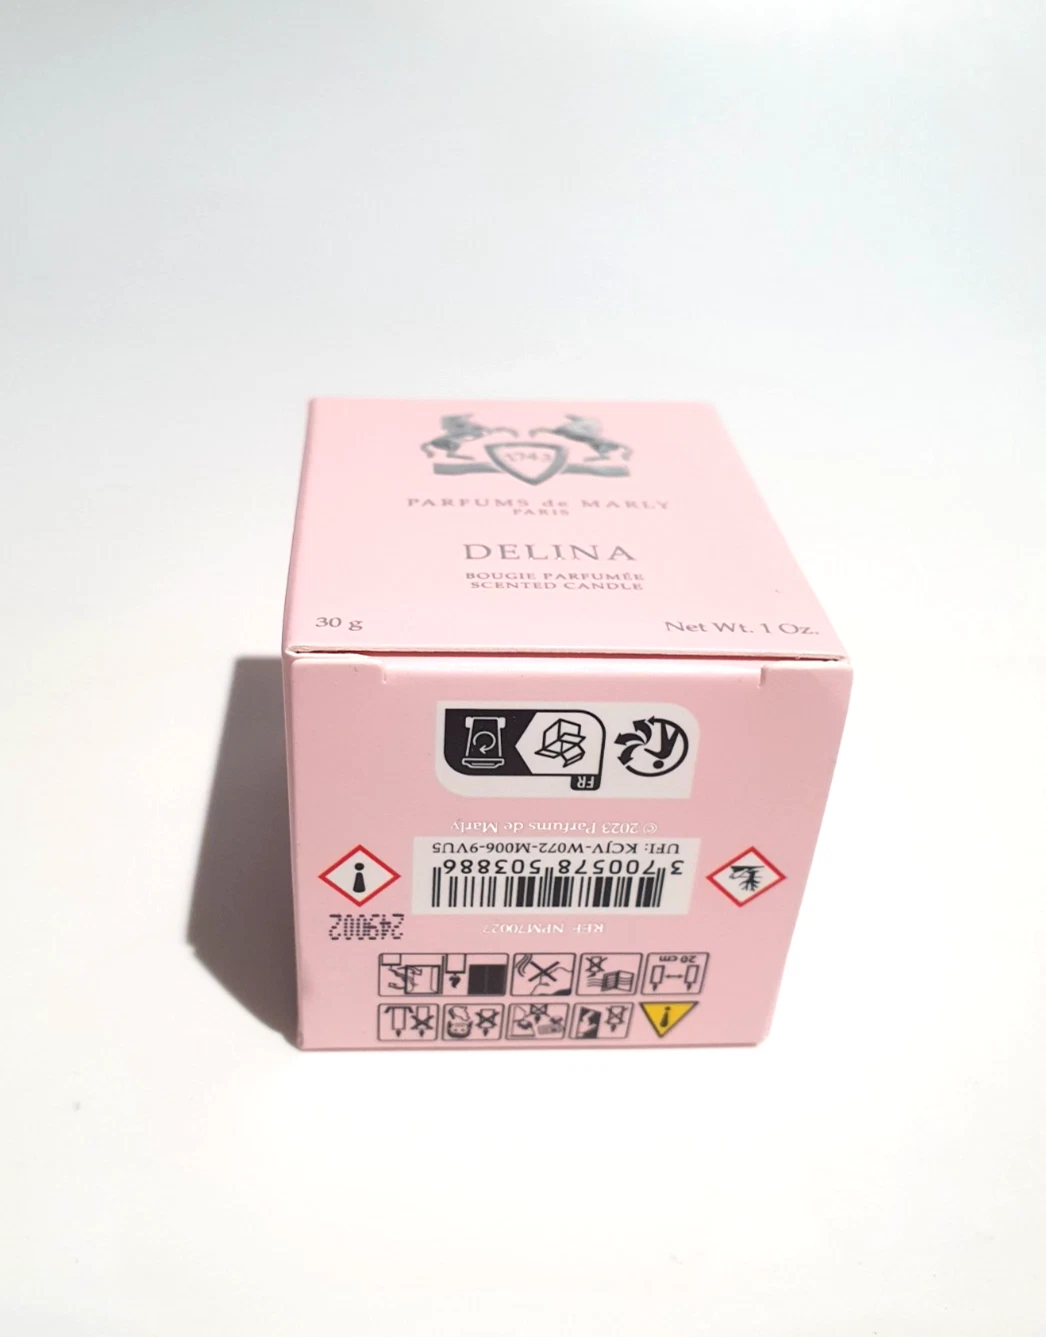 1743
PARFUMS de MARLY
PARIS
DELINA
BOUGIE PARFUMÉE
SCENTED CANDLE
30 g
Net Wt. 1 Oz.
20 cm
REF: NPM7002
3 700578 503886
UFI: KCJV-W072-M006-9VU5
© 2023 Parfums de Marly
FR
249002